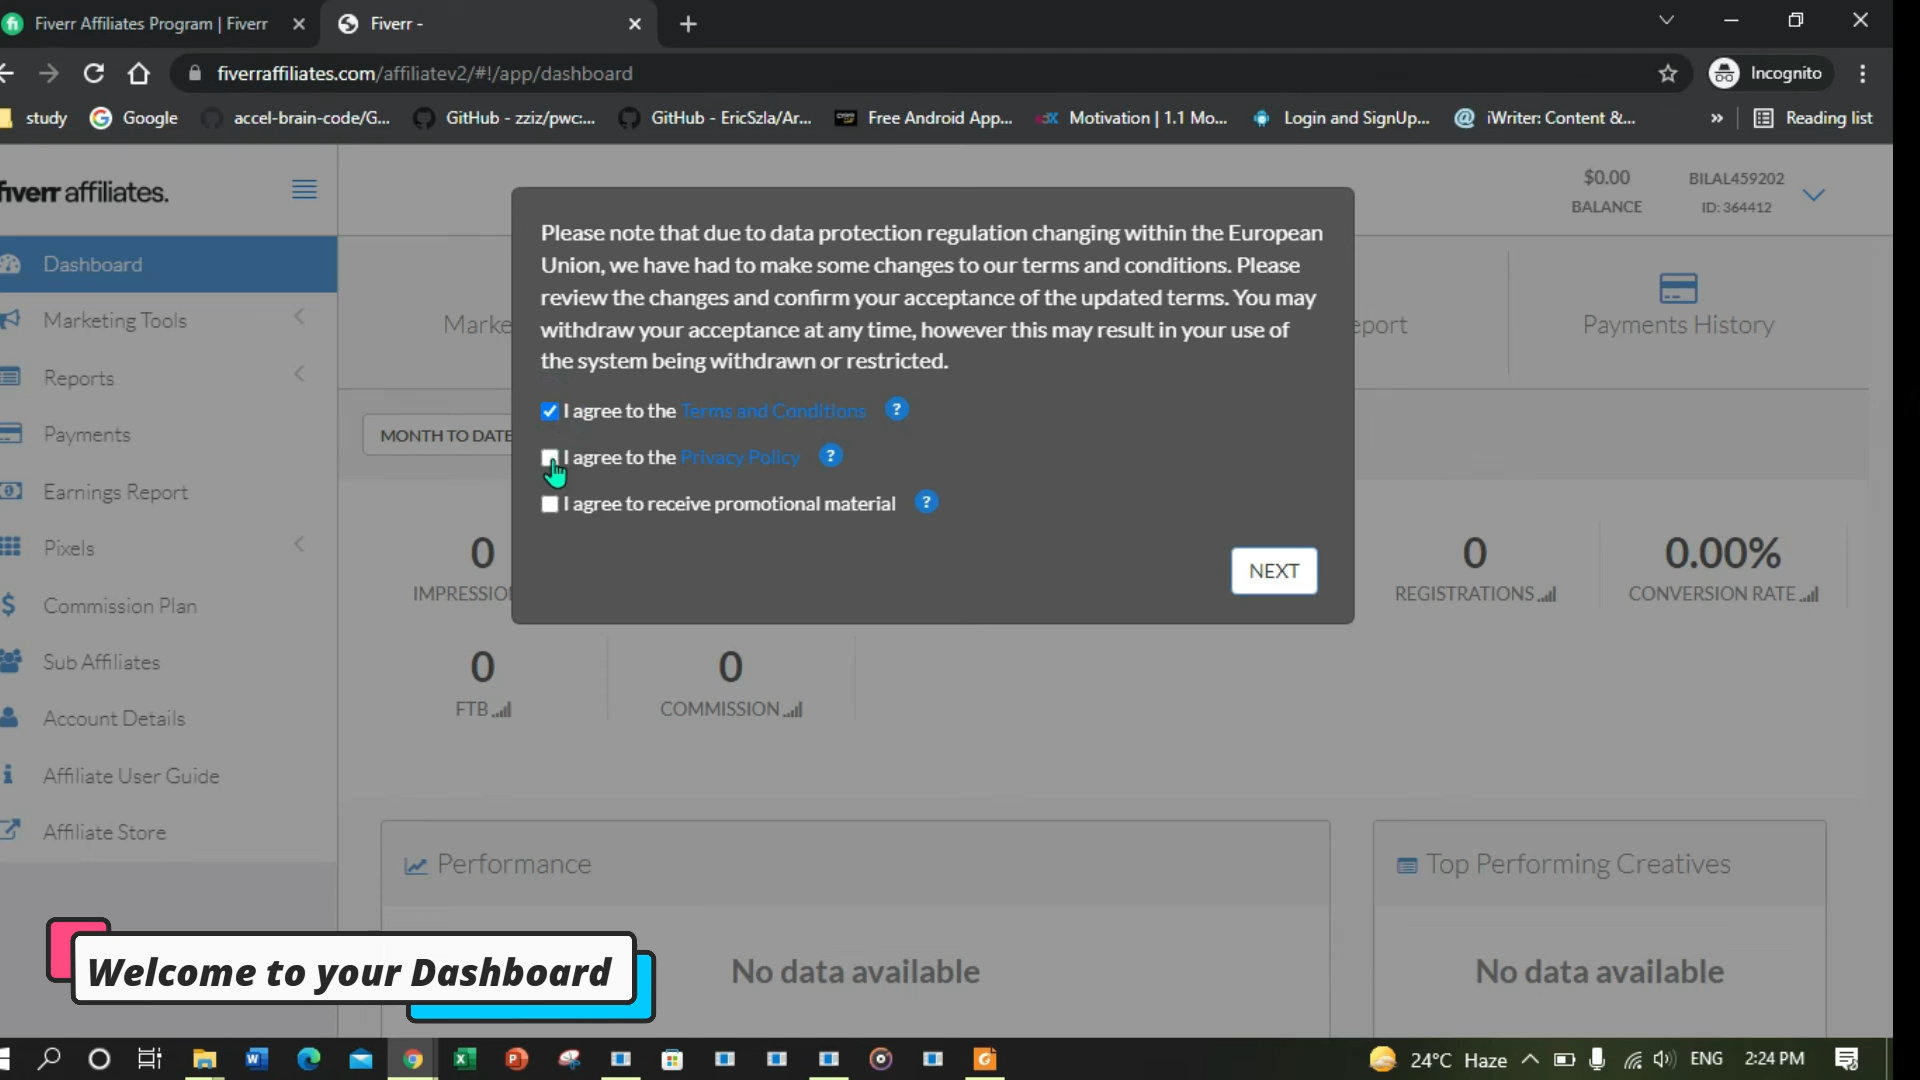 Fiverr Affiliates Program | Fiverr
Fiverr -
fiverraffiliates.com/affiliatev2/#!/app/dashboard
Incognito
study
Google
accel-brain-code/G...
GitHub - zziz/pwc:...
GitHub - EricSzla/Ar...
Free Android App...
Motivation | 1.1 Mo...
Login and SignUp...
iWriter: Content &...
»
Reading list
fiverr affiliates.
$0.00
BALANCE
BILAL459202
ID: 364412
Dashboard
Marketing Tools
Reports
Payments
Earnings Report
Pixels
Commission Plan
Sub Affiliates
Account Details
Affiliate User Guide
Affiliate Store
Marke
eport
Payments History
MONTH TO DATE
Please note that due to data protection regulation changing within the European
Union, we have had to make some changes to our terms and conditions. Please
review the changes and confirm your acceptance of the updated terms. You may
withdraw your acceptance at any time, however this may result in your use of
the system being withdrawn or restricted.
I agree to the Terms and Conditions ?
I agree to the Privacy Policy ?
I agree to receive promotional material ?
NEXT
0
IMPRESSIO
0
REGISTRATIONS
0.00%
CONVERSION RATE
0
FTB
0
COMMISSION
Performance
No data available
Top Performing Creatives
No data available
Welcome to your Dashboard
24°C Haze
ENG
2:24 PM